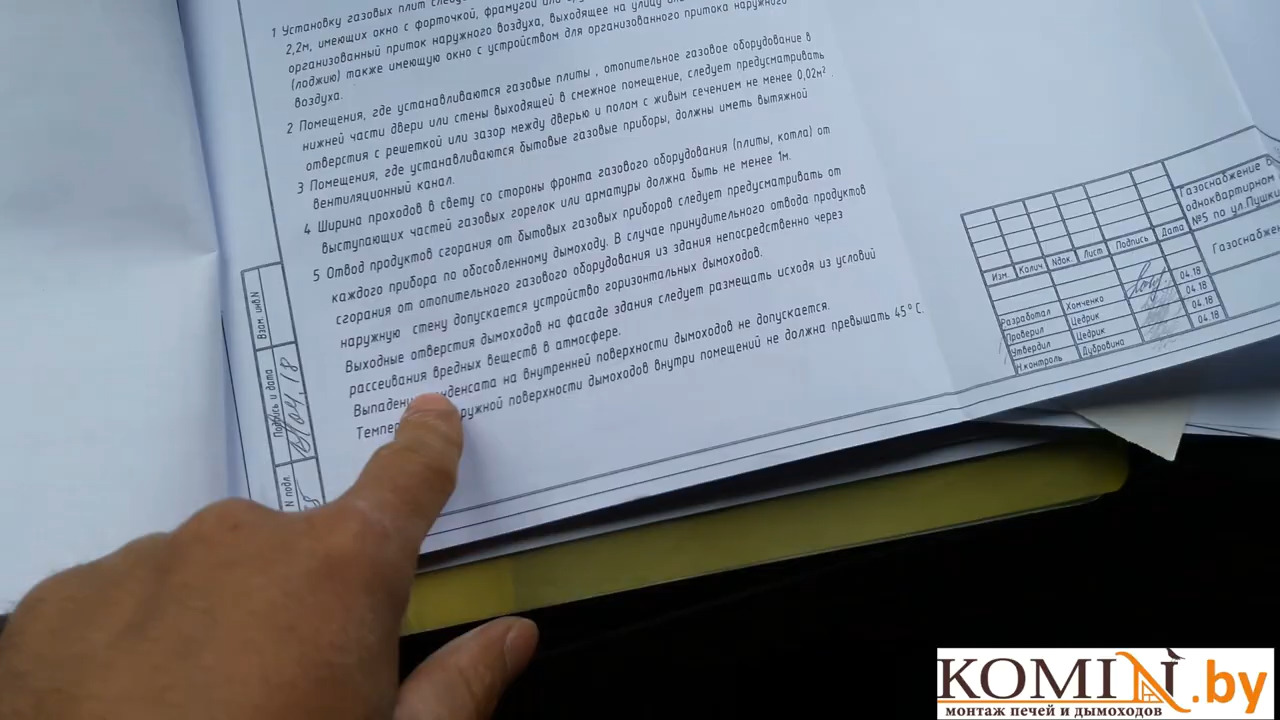 1 Установку газовых плит
2,2м, имеющих окно с форточкой, фрамугой или
организованный приток наружного воздуха, выходящее на улицу
(лоджию) также имеющую окно с устройством для организованного притока наружного
воздуха.
2 Помещения, где устанавливаются газовые плиты , отопительное газовое оборудование в
нижней части двери или стены выходящей в смежное помещение, следует предусматривать
отверстия с решеткой или зазор между дверью и полом с живым сечением не менее 0,02м² .
3 Помещения, где устанавливаются бытовые газовые приборы, должны иметь вытяжной
вентиляционный канал.
4 Ширина проходов в свету со стороны фронта газового оборудования (плиты, котла) от
выступающих частей газовых горелок или арматуры должна быть не менее 1м.
5 Отвод продуктов сгорания от бытовых газовых приборов следует предусматривать от
каждого прибора по обособленному дымоходу. В случае принудительного отвода продуктов
сгорания от отопительного газового оборудования из здания непосредственно через
наружную стену допускается устройство горизонтальных дымоходов.
Выходные отверстия дымоходов на фасаде здания следует размещать исходя из условий
рассеивания вредных веществ в атмосфере.
на внутренней поверхности дымоходов не допускается.
поверхности дымоходов внутри помещений не должна превышать 45° С.
Взам. инв.N
Подпись и дата
04.18
N подл.
Изм. Колич Nдок. Лист Подпись Дата
Разработал Хомченко 04.18
Проверил Цедрик 04.18
Утвердил Цедрик 04.18
Н.контроль Дубровина 04.18
Газоснабжение
одноквартирном
№5 по ул.
KOMIN.by
монтаж печей и дымоходов